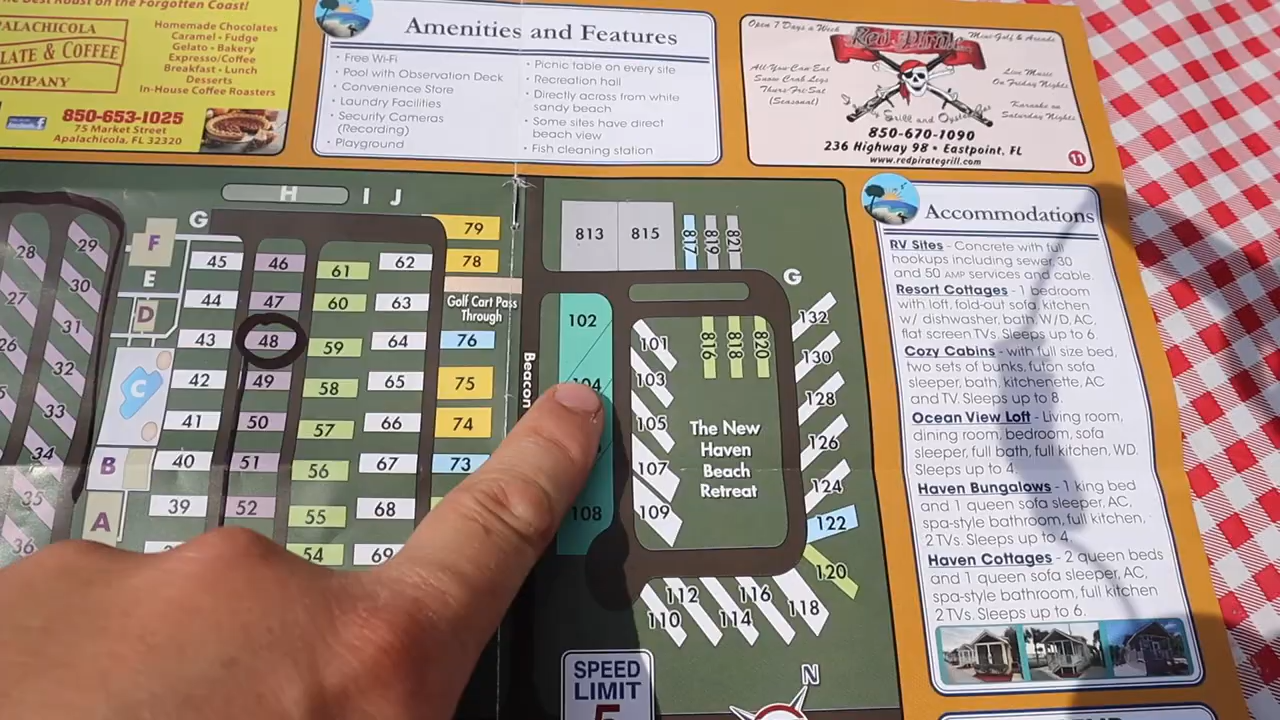 The Best Roast on the Forgotten Coast!
APALACHICOLA
CHOCOLATE & COFFEE
COMPANY
Homemade Chocolates
Caramel • Fudge
Gelato • Bakery
Expresso/Coffee
Breakfast • Lunch
Desserts
In-House Coffee Roasters
facebook
850-653-1025
75 Market Street
Apalachicola, FL 32320
Amenities and Features
• Free Wi-Fi
• Pool with Observation Deck
• Convenience Store
• Laundry Facilities
• Security Cameras
(Recording)
• Playground
• Picnic table on every site
• Recreation hall
• Directly across from white
sandy beach
• Some sites have direct
beach view
• Fish cleaning station
Open 7 Days a Week
Mini Golf & Arcade
Red Pirate
All-You-Can-Eat
Snow Crab Legs
Thurs-Fri-Sat
(Seasonal)
Live Music
On Friday Nights
Karaoke on
Saturday Nights
Grill and Oyster
850-670-1090
236 Highway 98 • Eastpoint, FL
www.redpirategrill.com
11
H I J
G
F
E
D
C
B
A
28
27
26
29
30
31
32
33
34
35
36
45
44
43
42
41
40
39
46
47
48
49
50
51
52
61
60
59
58
57
56
55
54
62
63
64
65
66
67
68
69
79
78
Golf Cart Pass
Through
76
75
74
73
Beacon
813 815 817 819 821
G
102
104
108
101
103
105
107
109
816 818 820
The New
Haven
Beach
Retreat
132
130
128
126
124
122
120
110 112 114 116 118
SPEED
LIMIT
5
N
Accommodations
RV Sites - Concrete with full
hookups including sewer, 30
and 50 AMP services and cable.
Resort Cottages - 1 bedroom
with loft, fold-out sofa, kitchen
w/ dishwasher, bath, W/D, AC,
flat screen TVs. Sleeps up to 6.
Cozy Cabins - with full size bed,
two sets of bunks, futon sofa
sleeper, bath, kitchenette, AC
and TV. Sleeps up to 8.
Ocean View Loft - Living room,
dining room, bedroom, sofa
sleeper, full bath, full kitchen, WD.
Sleeps up to 4.
Haven Bungalows - 1 king bed
and 1 queen sofa sleeper, AC,
spa-style bathroom, full kitchen,
2 TVs. Sleeps up to 4.
Haven Cottages - 2 queen beds
and 1 queen sofa sleeper, AC,
spa-style bathroom, full kitchen
2 TVs. Sleeps up to 6.